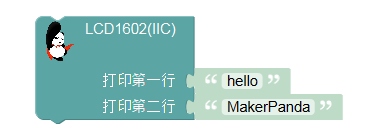 LCD1602(IIC)
打印第一行 “ hello ”
打印第二行 “ MakerPanda ”